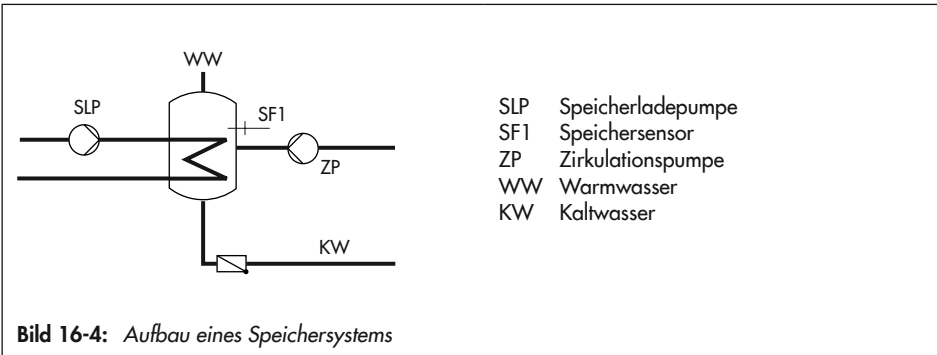 WW
SLP
SF1
ZP
KW
SLP Speicherladepumpe
SF1 Speichersensor
ZP Zirkulationspumpe
WW Warmwasser
KW Kaltwasser
Bild 16-4: Aufbau eines Speichersystems